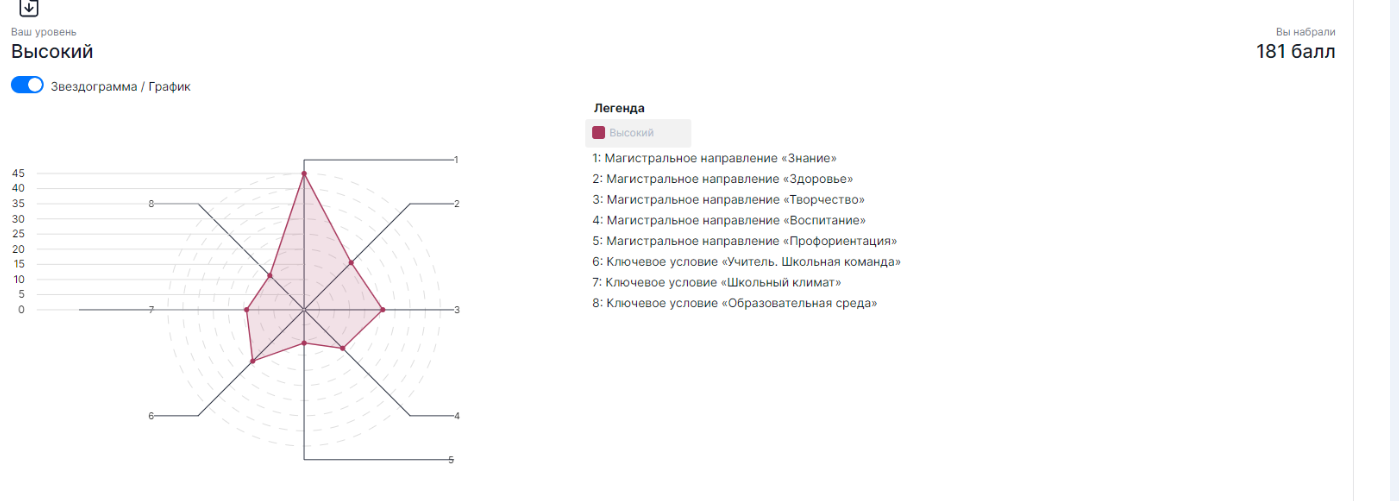 Ваш уровень
Вы набрали
Высокий
181 балл
Звездограмма / График
Легенда
Высокий
1: Магистральное направление «Знание»
2: Магистральное направление «Здоровье»
3: Магистральное направление «Творчество»
4: Магистральное направление «Воспитание»
5: Магистральное направление «Профориентация»
6: Ключевое условие «Учитель. Школьная команда»
7: Ключевое условие «Школьный климат»
8: Ключевое условие «Образовательная среда»
45
40
35
30
25
20
15
10
5
0
1
2
3
4
5
6
7
8